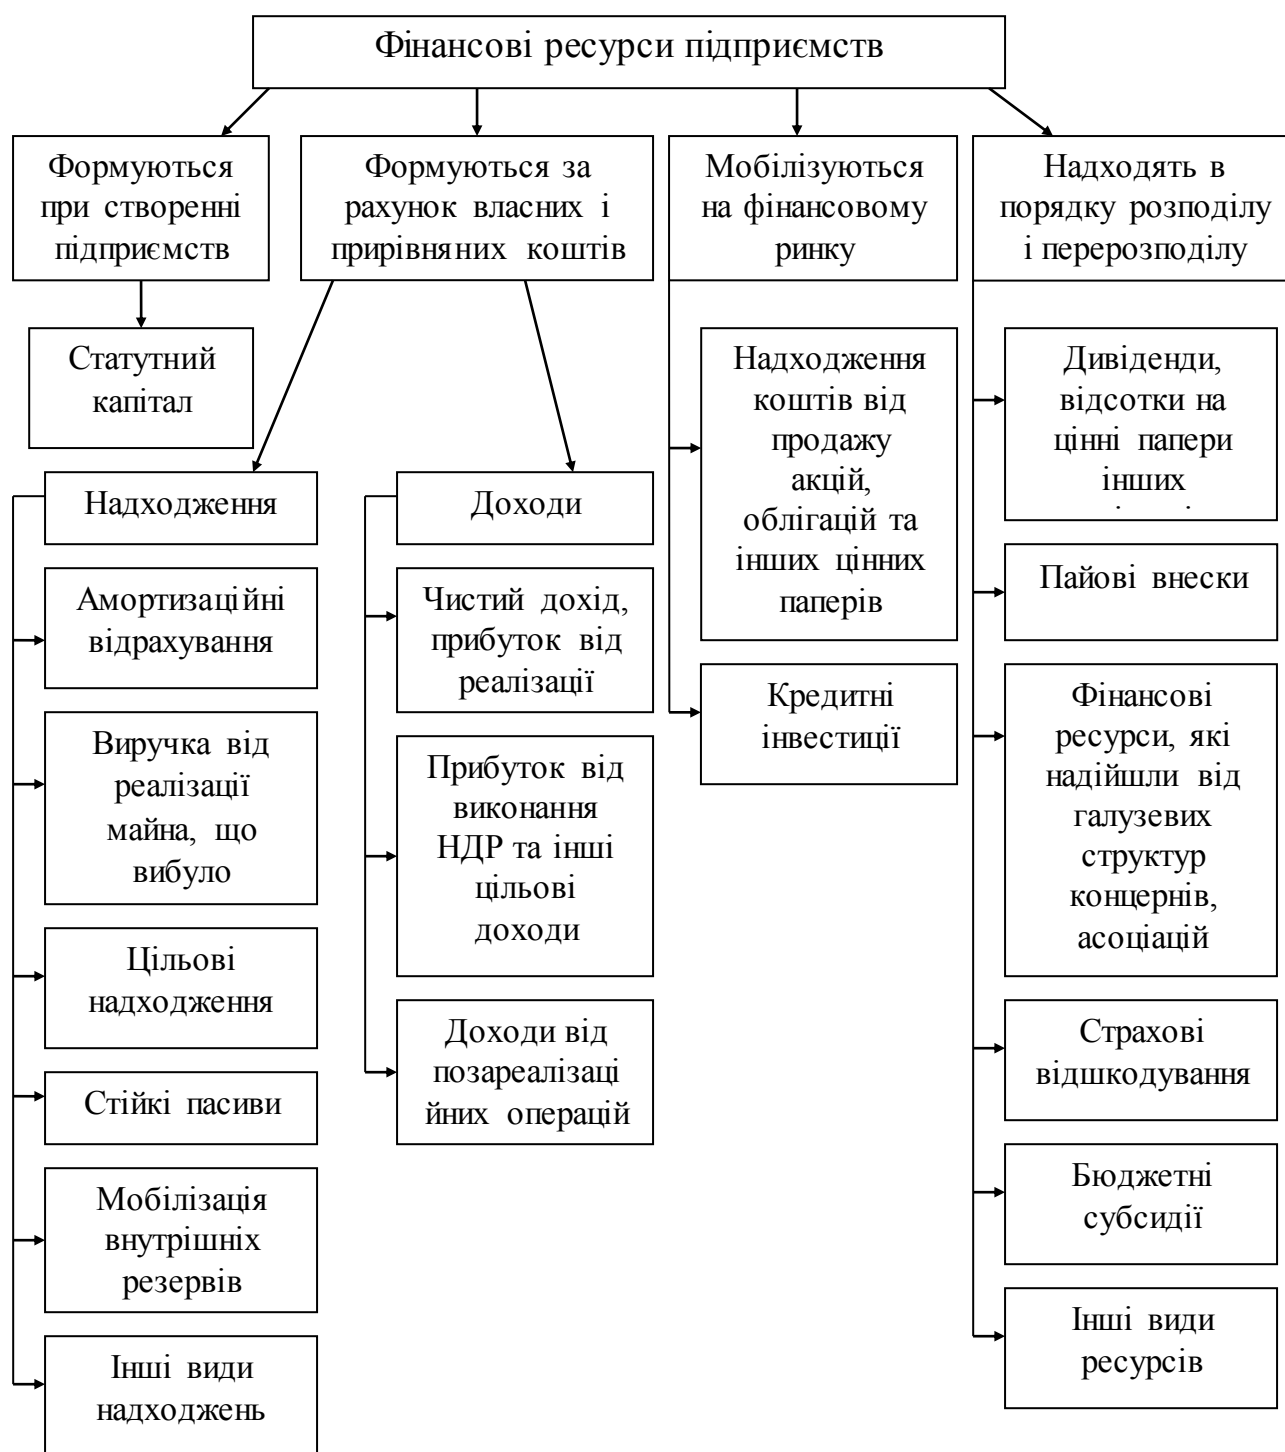 Фінансові ресурси підприємств
Формуються
при створенні
підприємств
Формуються за
рахунок власних і
прирівняних коштів
Мобілізуються
на фінансовому
ринку
Надходять в
порядку розподілу
і перерозподілу
Статутний
капітал
Надходження
Амортизаційні
відрахування
Виручка від
реалізації
майна, що
вибуло
Цільові
надходження
Стійкі пасиви
Мобілізація
внутрішніх
резервів
Інші види
надходжень
Доходи
Чистий дохід,
прибуток від
реалізації
Прибуток від
виконання
НДР та інші
цільові
доходи
Доходи від
позареалізаці
йних операцій
Надходження
коштів від
продажу
акцій,
облігацій та
інших цінних
паперів
Кредитні
інвестиції
Дивіденди,
відсотки на
цінні папери
інших
Пайові внески
Фінансові
ресурси, які
надійшли від
галузевих
структур
концернів,
асоціацій
Страхові
відшкодування
Бюджетні
субсидії
Інші види
ресурсів